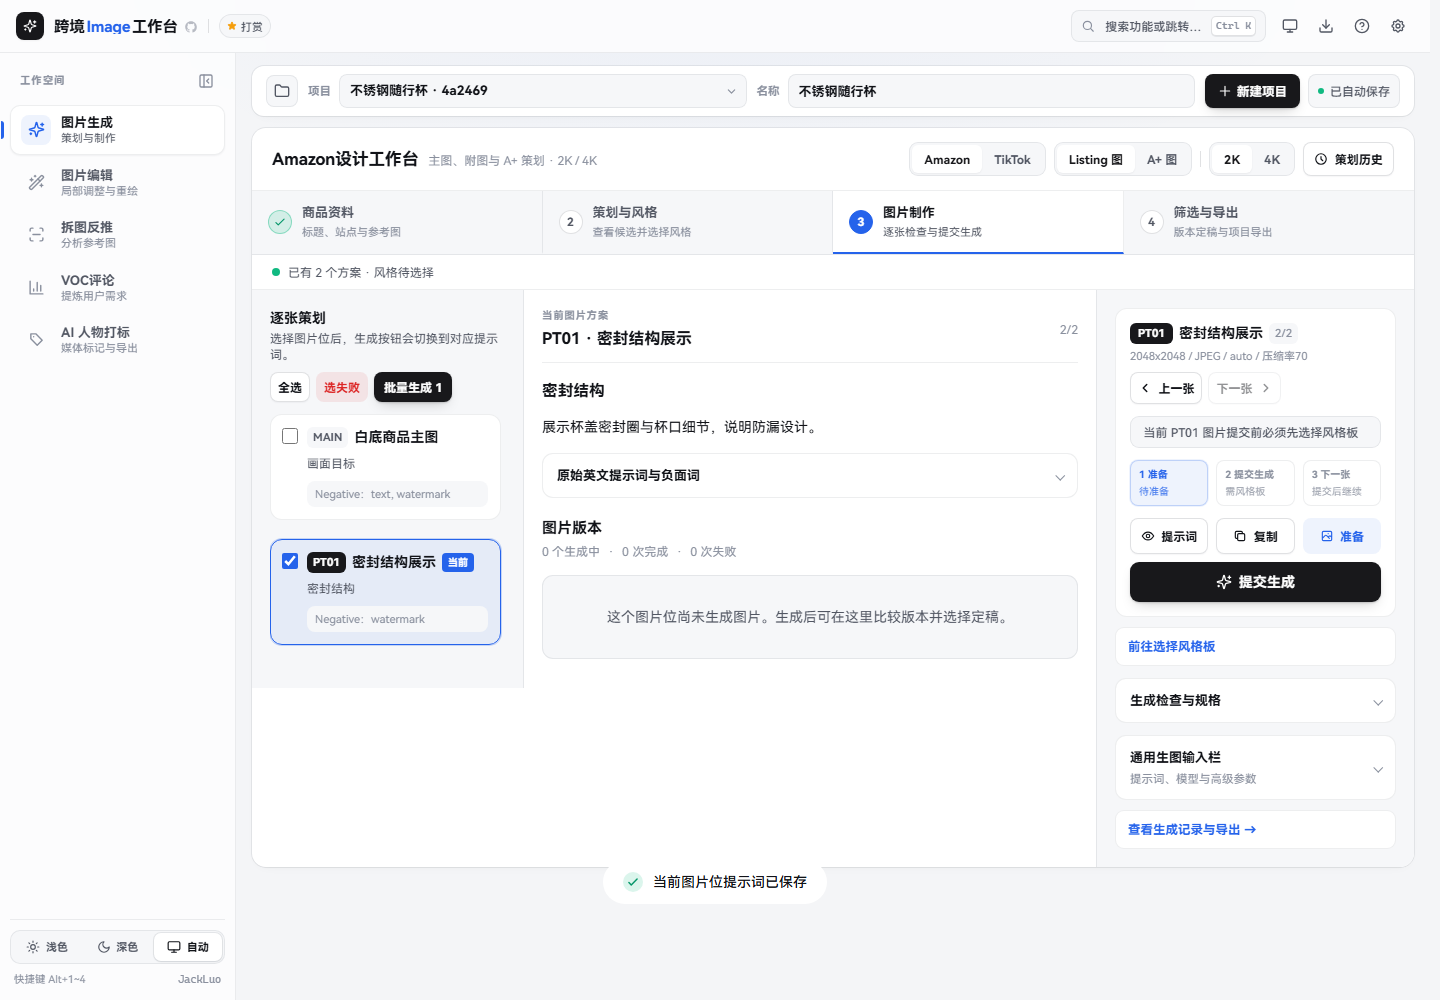 跨境Image工作台
打赏
搜索功能或跳转...
Ctrl K
工作空间
图片生成
策划与制作
图片编辑
局部调整与重绘
拆图反推
分析参考图
VOC评论
提炼用户需求
AI 人物打标
媒体标记与导出
浅色
深色
自动
快捷键 Alt+1~4
JackLuo
项目
不锈钢随行杯 · 4a2469
名称
不锈钢随行杯
新建项目
已自动保存
Amazon设计工作台
主图、附图与 A+ 策划 · 2K / 4K
Amazon
TikTok
Listing 图
A+ 图
2K
4K
策划历史
商品资料
标题、站点与参考图
2
策划与风格
查看候选并选择风格
3
图片制作
逐张检查与提交生成
4
筛选与导出
版本定稿与项目导出
已有 2 个方案 · 风格待选择
逐张策划
选择图片位后，生成按钮会切换到对应提示
词。
全选
选失败
批量生成 1
MAIN
白底商品主图
画面目标
Negative: text, watermark
PT01
密封结构展示
当前
密封结构
Negative: watermark
当前图片方案
PT01 · 密封结构展示
2/2
密封结构
展示杯盖密封圈与杯口细节，说明防漏设计。
原始英文提示词与负面词
图片版本
0 个生成中 · 0 次完成 · 0 次失败
这个图片位尚未生成图片。生成后可在这里比较版本并选择定稿。
PT01
密封结构展示
2/2
2048x2048 / JPEG / auto / 压缩率70
上一张
下一张
当前 PT01 图片提交前必须先选择风格板
1 准备
待准备
2 提交生成
需风格板
3 下一张
提交后继续
提示词
复制
准备
提交生成
前往选择风格板
生成检查与规格
通用生图输入栏
提示词、模型与高级参数
查看生成记录与导出 →
当前图片位提示词已保存